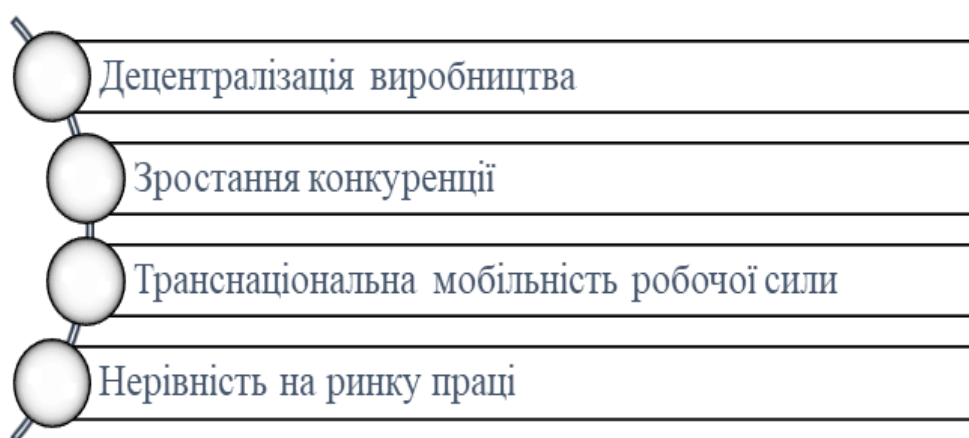 Децентралізація виробництва
Зростання конкуренції
Транснаціональна мобільність робочої сили
Нерівність на ринку праці